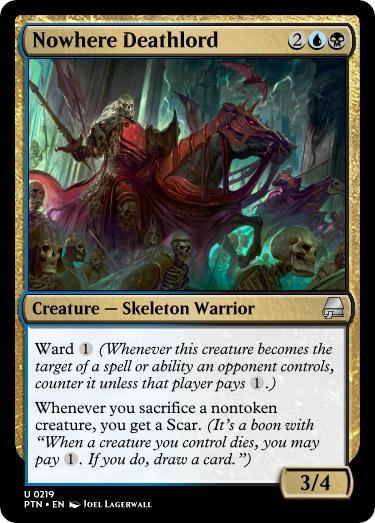 Nowhere Deathlord 2
Creature — Skeleton Warrior
Ward 1 (Whenever this creature becomes the
target of a spell or ability an opponent controls,
counter it unless that player pays 1.)
Whenever you sacrifice a nontoken
creature, you get a Scar. (It's a boon with
“When a creature you control dies, you may
pay 1. If you do, draw a card.”)
3/4
U 0219
PTN • EN Joel Lagerwall